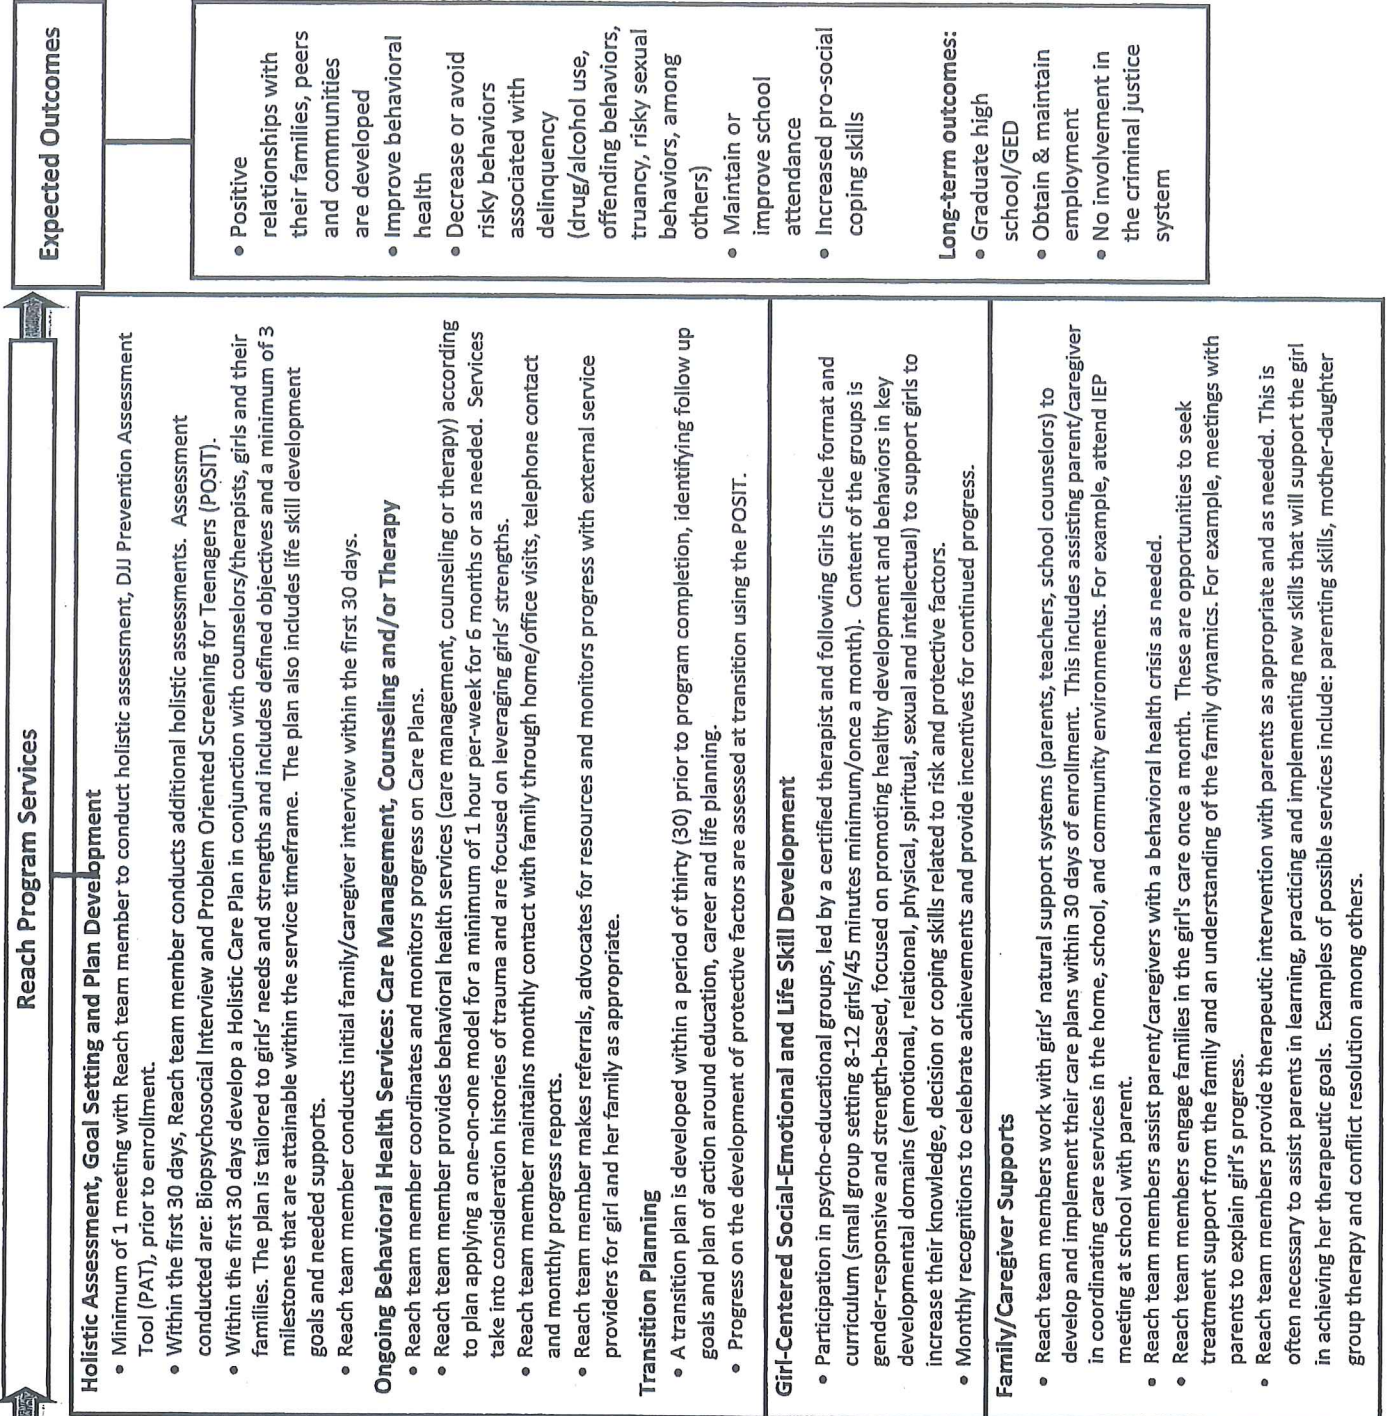 Reach Program Services
Holistic Assessment, Goal Setting and Plan Development
• Minimum of 1 meeting with Reach team member to conduct holistic assessment, DJJ Prevention Assessment
Tool (PAT), prior to enrollment.
• Within the first 30 days, Reach team member conducts additional holistic assessments. Assessment
conducted are: Biopsychosocial Interview and Problem Oriented Screening for Teenagers (POSIT).
• Within the first 30 days develop a Holistic Care Plan in conjunction with counselors/therapists, girls and their
families. The plan is tailored to girls' needs and strengths and includes defined objectives and a minimum of 3
milestones that are attainable within the service timeframe. The plan also includes life skill development
goals and needed supports.
• Reach team member conducts initial family/caregiver interview within the first 30 days.
Ongoing Behavioral Health Services: Care Management, Counseling and/or Therapy
• Reach team member coordinates and monitors progress on Care Plans.
• Reach team member provides behavioral health services (care management, counseling or therapy) according
to plan applying a one-on-one model for a minimum of 1 hour per-week for 6 months or as needed. Services
take into consideration histories of trauma and are focused on leveraging girls' strengths.
• Reach team member maintains monthly contact with family through home/office visits, telephone contact
and monthly progress reports.
• Reach team member makes referrals, advocates for resources and monitors progress with external service
providers for girl and her family as appropriate.
Transition Planning
• A transition plan is developed within a period of thirty (30) prior to program completion, identifying follow up
goals and plan of action around education, career and life planning.
• Progress on the development of protective factors are assessed at transition using the POSIT.
Girl-Centered Social-Emotional and Life Skill Development
• Participation in psycho-educational groups, led by a certified therapist and following Girls Circle format and
curriculum (small group setting 8-12 girls/45 minutes minimum/once a month). Content of the groups is
gender-responsive and strength-based, focused on promoting healthy development and behaviors in key
developmental domains (emotional, relational, physical, spiritual, sexual and intellectual) to support girls to
increase their knowledge, decision or coping skills related to risk and protective factors.
• Monthly recognitions to celebrate achievements and provide incentives for continued progress.
Family/Caregiver Supports
• Reach team members work with girls' natural support systems (parents, teachers, school counselors) to
develop and implement their care plans within 30 days of enrollment. This includes assisting parent/caregiver
in coordinating care services in the home, school, and community environments. For example, attend IEP
meeting at school with parent.
• Reach team members assist parent/caregivers with a behavioral health crisis as needed.
• Reach team members engage families in the girl's care once a month. These are opportunities to seek
treatment support from the family and an understanding of the family dynamics. For example, meetings with
parents to explain girl's progress.
• Reach team members provide therapeutic intervention with parents as appropriate and as needed. This is
often necessary to assist parents in learning, practicing and implementing new skills that will support the girl
in achieving her therapeutic goals. Examples of possible services include: parenting skills, mother-daughter
group therapy and conflict resolution among others.
Expected Outcomes
• Positive
relationships with
their families, peers
and communities
are developed
• Improve behavioral
health
• Decrease or avoid
risky behaviors
associated with
delinquency
(drug/alcohol use,
offending behaviors,
truancy, risky sexual
behaviors, among
others)
• Maintain or
improve school
attendance
• Increased pro-social
coping skills
Long-term outcomes:
• Graduate high
school/GED
• Obtain & maintain
employment
• No involvement in
the criminal justice
system